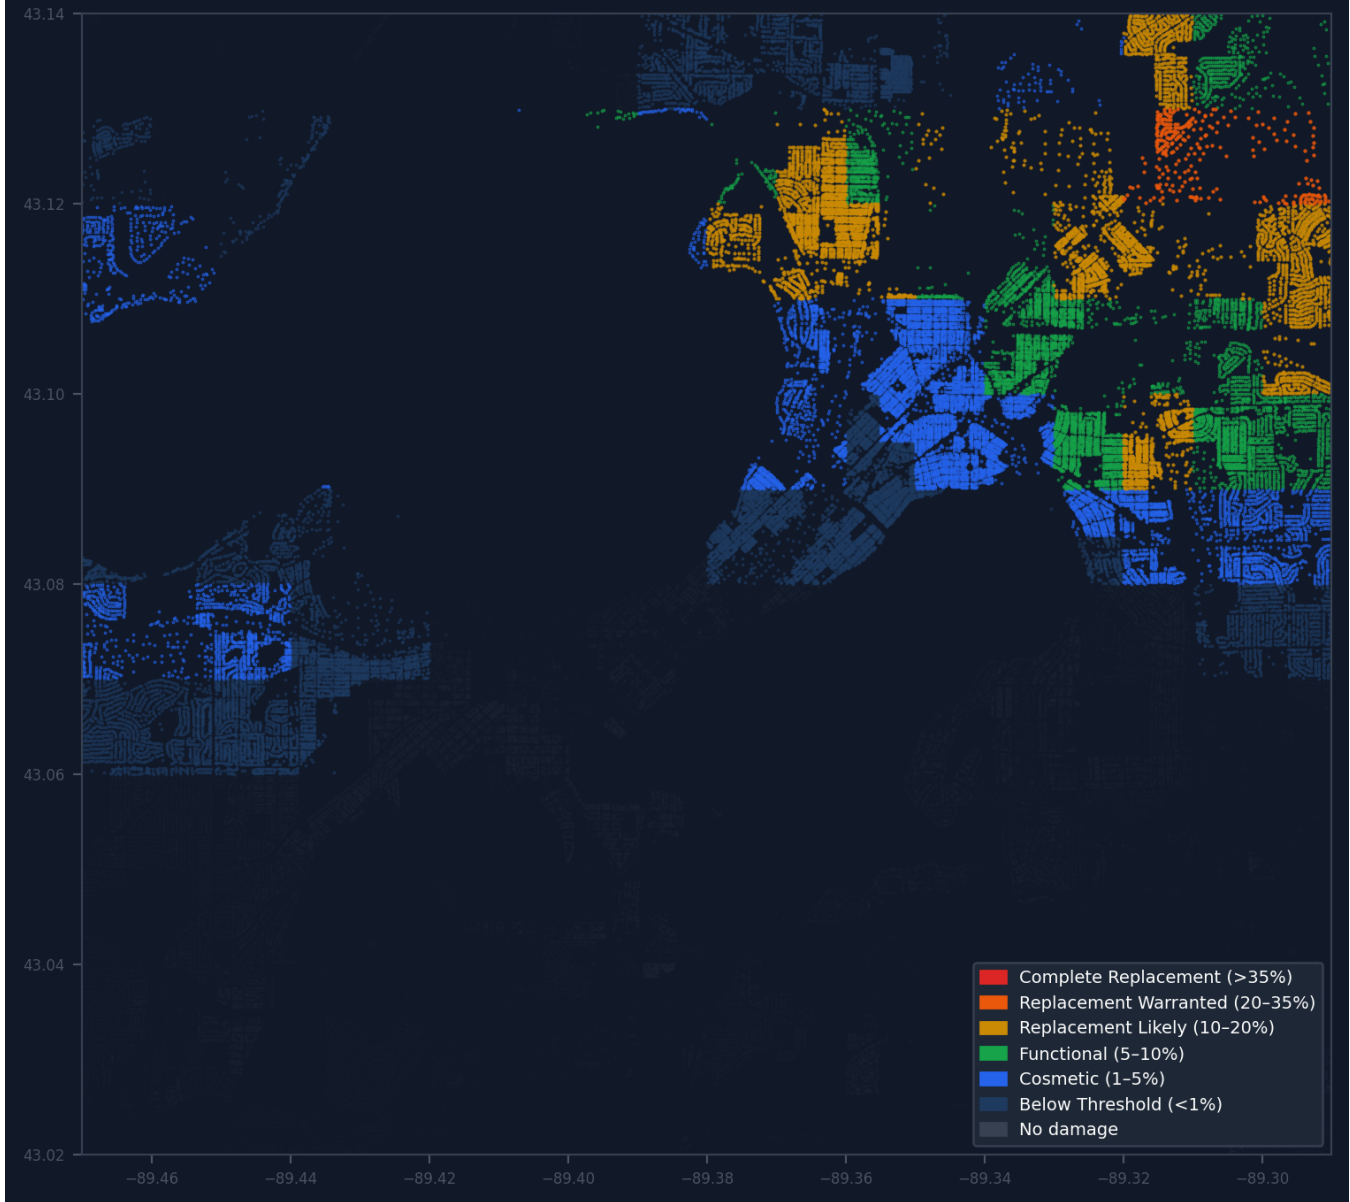 43.14
43.12
43.10
43.08
43.06
43.04
43.02
−89.46
−89.44
−89.42
−89.40
−89.38
−89.36
−89.34
−89.32
−89.30
Complete Replacement (>35%)
Replacement Warranted (20–35%)
Replacement Likely (10–20%)
Functional (5–10%)
Cosmetic (1–5%)
Below Threshold (<1%)
No damage